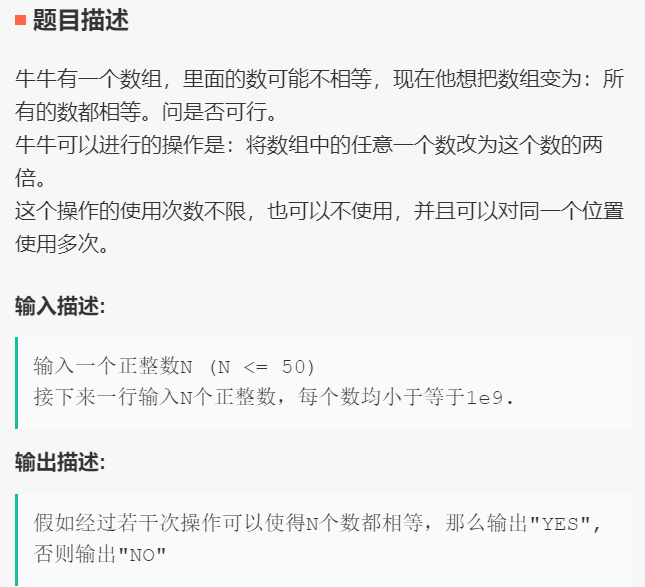 题目描述
牛牛有一个数组，里面的数可能不相等，现在他想把数组变为：所
有的数都相等。问是否可行。
牛牛可以进行的操作是：将数组中的任意一个数改为这个数的两
倍。
这个操作的使用次数不限，也可以不使用，并且可以对同一个位置
使用多次。
输入描述:
输入一个正整数N (N <= 50)
接下来一行输入N个正整数，每个数均小于等于1e9.
输出描述:
假如经过若干次操作可以使得N个数都相等，那么输出"YES",
否则输出"NO"